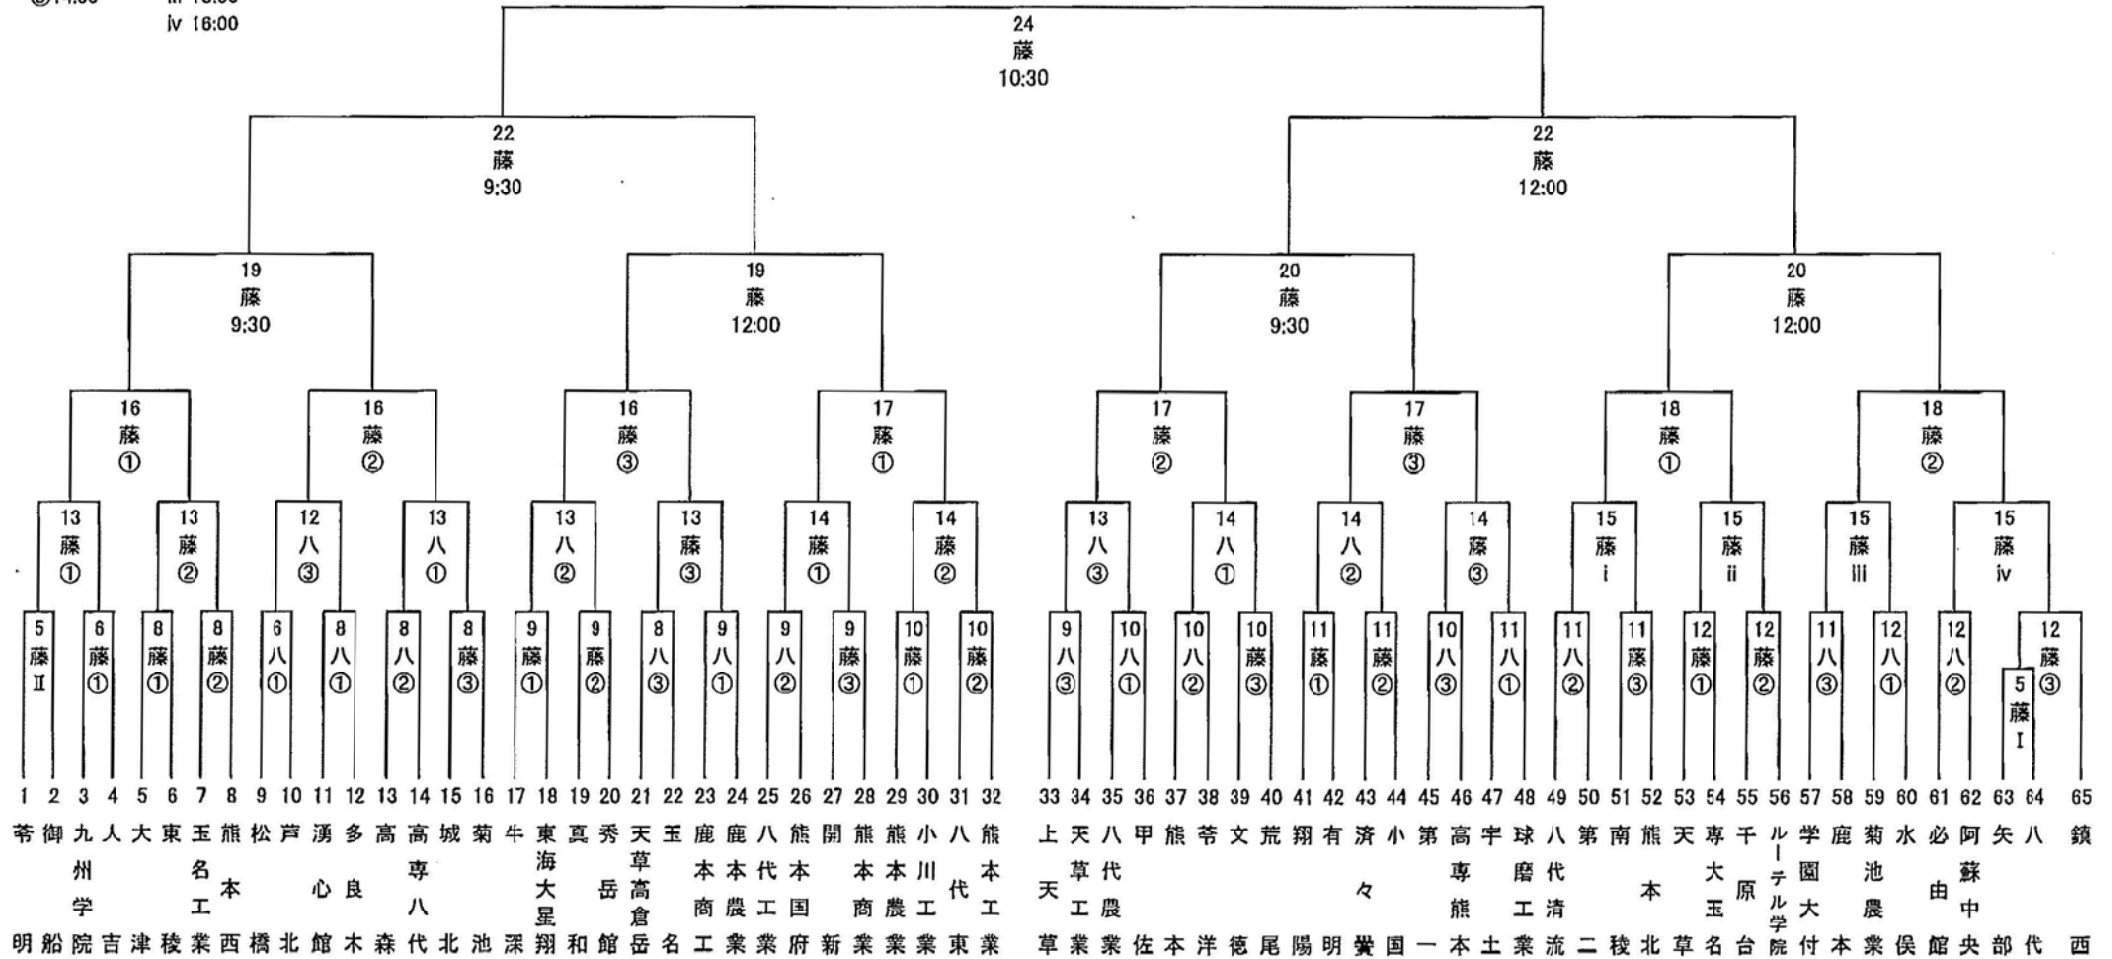 iv 16:00
24
藤
10:30
22
藤
9:30
22
藤
12:00
19
藤
9:30
19
藤
12:00
20
藤
9:30
20
藤
12:00
16
藤
①
16
藤
②
16
藤
③
17
藤
①
17
藤
②
17
藤
③
18
藤
①
18
藤
②
13
藤
①
13
藤
②
12
八
③
13
八
①
13
八
②
13
藤
③
14
藤
①
14
藤
②
13
八
③
14
八
①
14
八
②
14
藤
③
15
藤
i
15
藤
ii
15
藤
iii
15
藤
iv
5
藤
II
6
藤
①
8
藤
①
8
藤
②
6
八
①
8
八
①
8
八
②
8
藤
③
9
藤
①
9
藤
②
8
八
③
9
八
①
9
八
②
9
藤
③
10
藤
①
10
藤
②
9
八
③
10
八
①
10
八
②
10
藤
③
11
藤
①
11
藤
②
10
八
③
11
八
①
11
八
②
11
藤
③
12
藤
①
12
藤
②
11
八
③
12
八
①
12
八
②
12
藤
③
5
藤
I
1 苓明
2 御船
3 九州学院
4 人吉
5 大津
6 東稜
7 玉名工業
8 熊本西
9 松橋
10 芦北
11 湧心館
12 多良木
13 高森
14 高専八代
15 城北
16 菊池
17 牛深
18 東海大星翔
19 真和
20 秀岳館
21 天草高倉岳
22 玉名
23 鹿本商工
24 鹿本農業
25 八代工業
26 熊本国府
27 開新
28 熊本商業
29 熊本農業
30 小川工業
31 八代東
32 熊本工業
33 上天草
34 天草工業
35 八代農業
36 甲佐
37 熊本
38 苓洋
39 文徳
40 荒尾
41 翔陽
42 有明
43 済々黌
44 小国
45 第一
46 高専熊本
47 宇土
48 球磨工業
49 八代清流
50 第二
51 南稜
52 熊本北
53 天草
54 専大玉名
55 千原台
56 ルーテル学院
57 学園大付
58 鹿本
59 菊池農業
60 水俣
61 必由館
62 阿蘇中央
63 矢部
64 八代
65 鎮西